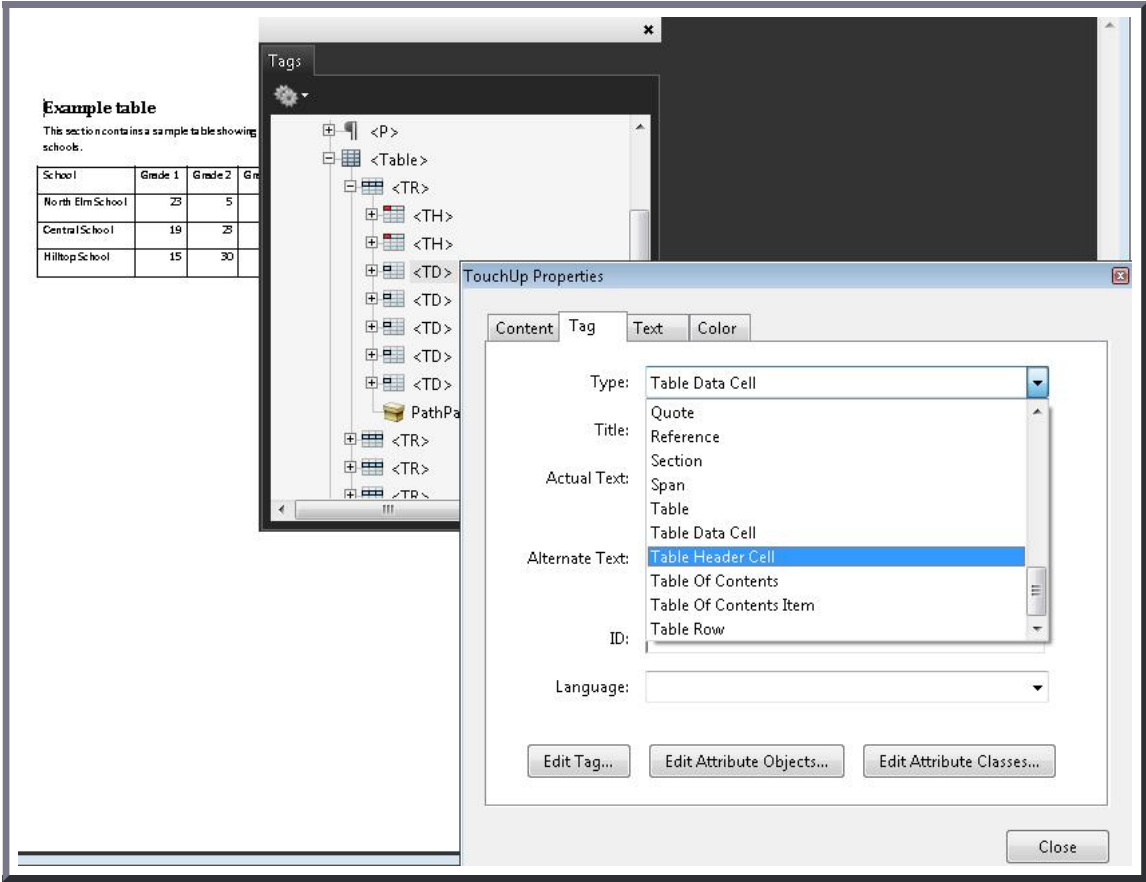 Tags
Example table
This section contains a sample table showing
schools.
School Grade 1 Grade 2
North Elm School 23 5
Central School 19 23
Hilltop School 15 30
<P>
<Table>
<TR>
<TH>
<TH>
<TD>
<TD>
<TD>
<TD>
<TD>
PathPa
<TR>
<TR>
<TR>
TouchUp Properties
Content Tag Text Color
Type: Table Data Cell
Quote
Title:
Reference
Section
Actual Text:
Span
Table
Table Data Cell
Alternate Text:
Table Header Cell
Table Of Contents
Table Of Contents Item
Table Row
ID:
Language:
Edit Tag... Edit Attribute Objects... Edit Attribute Classes...
Close